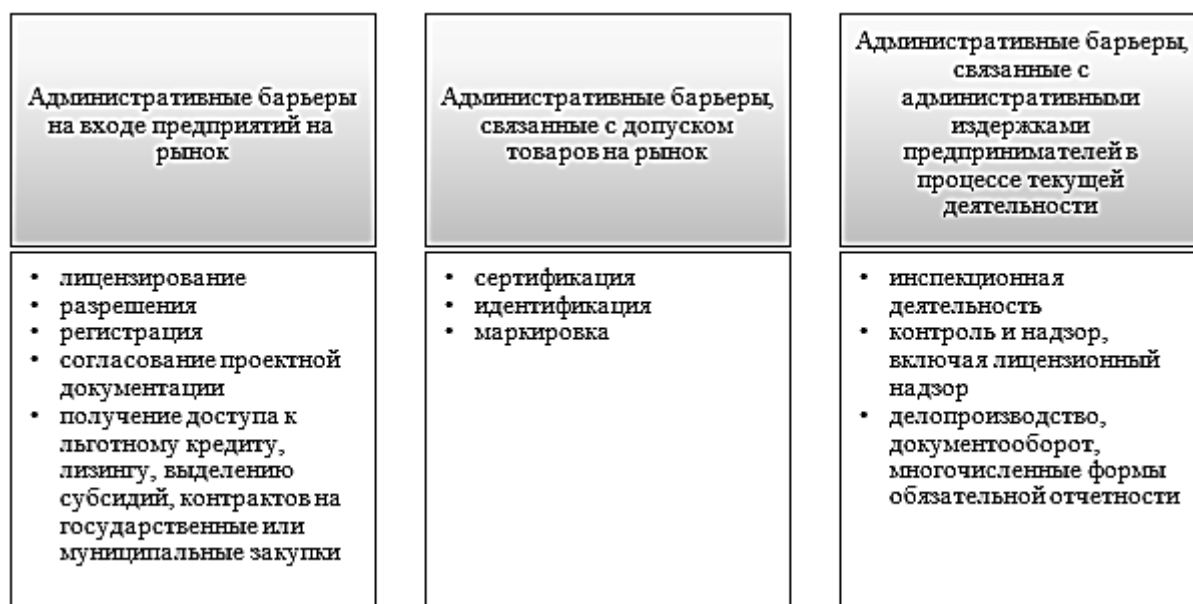 Административные барьеры
на входе предприятий на
рынок
• лицензирование
• разрешения
• регистрация
• согласование проектной
документации
• получение доступа к
льготному кредиту,
лизингу, выделению
субсидий, контрактов на
государственные или
муниципальные закупки
Административные барьеры,
связанные с допуском
товаров на рынок
• сертификация
• идентификация
• маркировка
Административные барьеры,
связанные с
административными
издержками
предпринимателей в
процессе текущей
деятельности
• инспекционная
деятельность
• контроль и надзор,
включая лицензионный
надзор
• делопроизводство,
документооборот,
многочисленные формы
обязательной отчетности